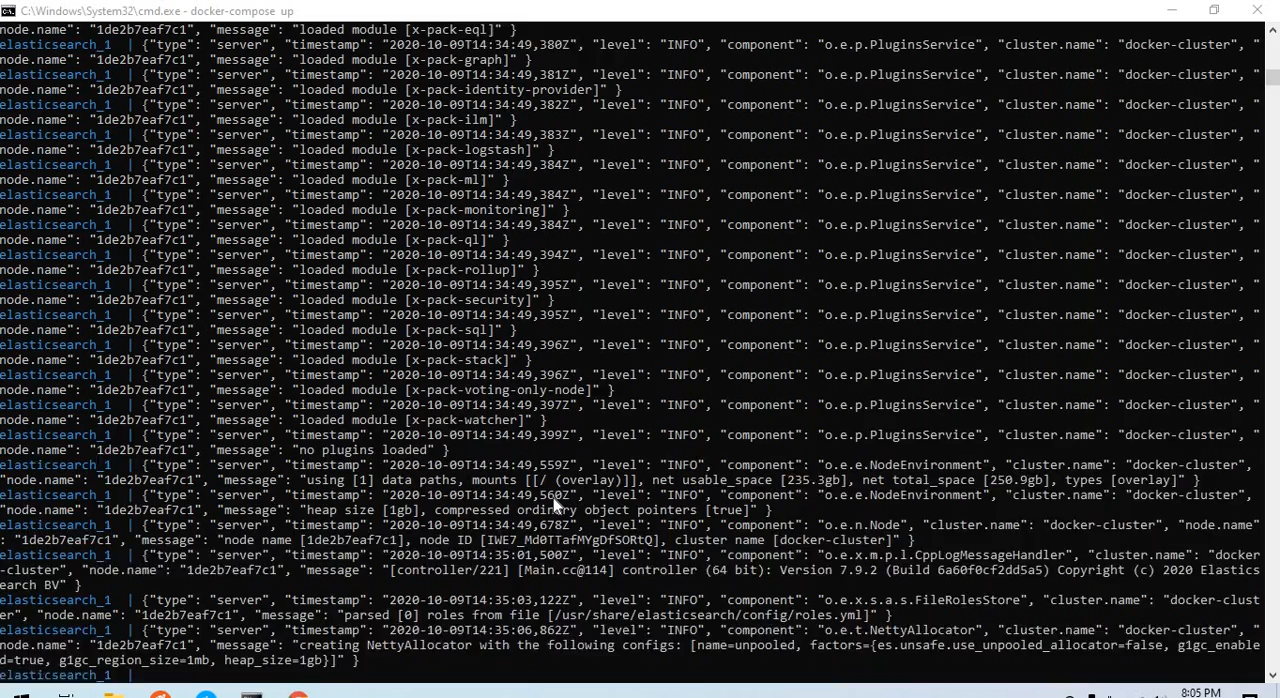 C:\Windows\System32\cmd.exe - docker-compose up
node.name": "1de2b7eaf7c1", "message": "loaded module [x-pack-eql]" }
elasticsearch_1 | {"type": "server", "timestamp": "2020-10-09T14:34:49,380Z", "level": "INFO", "component": "o.e.p.PluginsService", "cluster.name": "docker-cluster", "
node.name": "1de2b7eaf7c1", "message": "loaded module [x-pack-graph]" }
elasticsearch_1 | {"type": "server", "timestamp": "2020-10-09T14:34:49,381Z", "level": "INFO", "component": "o.e.p.PluginsService", "cluster.name": "docker-cluster", "
node.name": "1de2b7eaf7c1", "message": "loaded module [x-pack-identity-provider]" }
elasticsearch_1 | {"type": "server", "timestamp": "2020-10-09T14:34:49,382Z", "level": "INFO", "component": "o.e.p.PluginsService", "cluster.name": "docker-cluster", "
node.name": "1de2b7eaf7c1", "message": "loaded module [x-pack-ilm]" }
elasticsearch_1 | {"type": "server", "timestamp": "2020-10-09T14:34:49,383Z", "level": "INFO", "component": "o.e.p.PluginsService", "cluster.name": "docker-cluster", "
node.name": "1de2b7eaf7c1", "message": "loaded module [x-pack-logstash]" }
elasticsearch_1 | {"type": "server", "timestamp": "2020-10-09T14:34:49,384Z", "level": "INFO", "component": "o.e.p.PluginsService", "cluster.name": "docker-cluster", "
node.name": "1de2b7eaf7c1", "message": "loaded module [x-pack-ml]" }
elasticsearch_1 | {"type": "server", "timestamp": "2020-10-09T14:34:49,384Z", "level": "INFO", "component": "o.e.p.PluginsService", "cluster.name": "docker-cluster", "
node.name": "1de2b7eaf7c1", "message": "loaded module [x-pack-monitoring]" }
elasticsearch_1 | {"type": "server", "timestamp": "2020-10-09T14:34:49,384Z", "level": "INFO", "component": "o.e.p.PluginsService", "cluster.name": "docker-cluster", "
node.name": "1de2b7eaf7c1", "message": "loaded module [x-pack-ql]" }
elasticsearch_1 | {"type": "server", "timestamp": "2020-10-09T14:34:49,394Z", "level": "INFO", "component": "o.e.p.PluginsService", "cluster.name": "docker-cluster", "
node.name": "1de2b7eaf7c1", "message": "loaded module [x-pack-rollup]" }
elasticsearch_1 | {"type": "server", "timestamp": "2020-10-09T14:34:49,395Z", "level": "INFO", "component": "o.e.p.PluginsService", "cluster.name": "docker-cluster", "
node.name": "1de2b7eaf7c1", "message": "loaded module [x-pack-security]" }
elasticsearch_1 | {"type": "server", "timestamp": "2020-10-09T14:34:49,395Z", "level": "INFO", "component": "o.e.p.PluginsService", "cluster.name": "docker-cluster", "
node.name": "1de2b7eaf7c1", "message": "loaded module [x-pack-sql]" }
elasticsearch_1 | {"type": "server", "timestamp": "2020-10-09T14:34:49,396Z", "level": "INFO", "component": "o.e.p.PluginsService", "cluster.name": "docker-cluster", "
node.name": "1de2b7eaf7c1", "message": "loaded module [x-pack-stack]" }
elasticsearch_1 | {"type": "server", "timestamp": "2020-10-09T14:34:49,396Z", "level": "INFO", "component": "o.e.p.PluginsService", "cluster.name": "docker-cluster", "
node.name": "1de2b7eaf7c1", "message": "loaded module [x-pack-voting-only-node]" }
elasticsearch_1 | {"type": "server", "timestamp": "2020-10-09T14:34:49,397Z", "level": "INFO", "component": "o.e.p.PluginsService", "cluster.name": "docker-cluster", "
node.name": "1de2b7eaf7c1", "message": "loaded module [x-pack-watcher]" }
elasticsearch_1 | {"type": "server", "timestamp": "2020-10-09T14:34:49,399Z", "level": "INFO", "component": "o.e.p.PluginsService", "cluster.name": "docker-cluster", "
node.name": "1de2b7eaf7c1", "message": "no plugins loaded" }
elasticsearch_1 | {"type": "server", "timestamp": "2020-10-09T14:34:49,559Z", "level": "INFO", "component": "o.e.e.NodeEnvironment", "cluster.name": "docker-cluster",
"node.name": "1de2b7eaf7c1", "message": "using [1] data paths, mounts [[/ (overlay)]], net usable_space [235.3gb], net total_space [250.9gb], types [overlay]" }
elasticsearch_1 | {"type": "server", "timestamp": "2020-10-09T14:34:49,560Z", "level": "INFO", "component": "o.e.e.NodeEnvironment", "cluster.name": "docker-cluster",
"node.name": "1de2b7eaf7c1", "message": "heap size [1gb], compressed ordinary object pointers [true]" }
elasticsearch_1 | {"type": "server", "timestamp": "2020-10-09T14:34:49,678Z", "level": "INFO", "component": "o.e.n.Node", "cluster.name": "docker-cluster", "node.name"
: "1de2b7eaf7c1", "message": "node name [1de2b7eaf7c1], node ID [IWE7_Md0TTafMYgDfSORtQ], cluster name [docker-cluster]" }
elasticsearch_1 | {"type": "server", "timestamp": "2020-10-09T14:35:01,500Z", "level": "INFO", "component": "o.e.x.m.p.l.CppLogMessageHandler", "cluster.name": "docker
-cluster", "node.name": "1de2b7eaf7c1", "message": "[controller/221] [Main.cc@114] controller (64 bit): Version 7.9.2 (Build 6a60f0cf2dd5a5) Copyright (c) 2020 Elastics
earch BV" }
elasticsearch_1 | {"type": "server", "timestamp": "2020-10-09T14:35:03,122Z", "level": "INFO", "component": "o.e.x.s.a.s.FileRolesStore", "cluster.name": "docker-clust
er", "node.name": "1de2b7eaf7c1", "message": "parsed [0] roles from file [/usr/share/elasticsearch/config/roles.yml]" }
elasticsearch_1 | {"type": "server", "timestamp": "2020-10-09T14:35:06,862Z", "level": "INFO", "component": "o.e.t.NettyAllocator", "cluster.name": "docker-cluster",
"node.name": "1de2b7eaf7c1", "message": "creating NettyAllocator with the following configs: [name=unpooled, factors={es.unsafe.use_unpooled_allocator=false, g1gc_enable
d=true, g1gc_region_size=1mb, heap_size=1gb}]" }
elasticsearch_1 |
8:05 PM